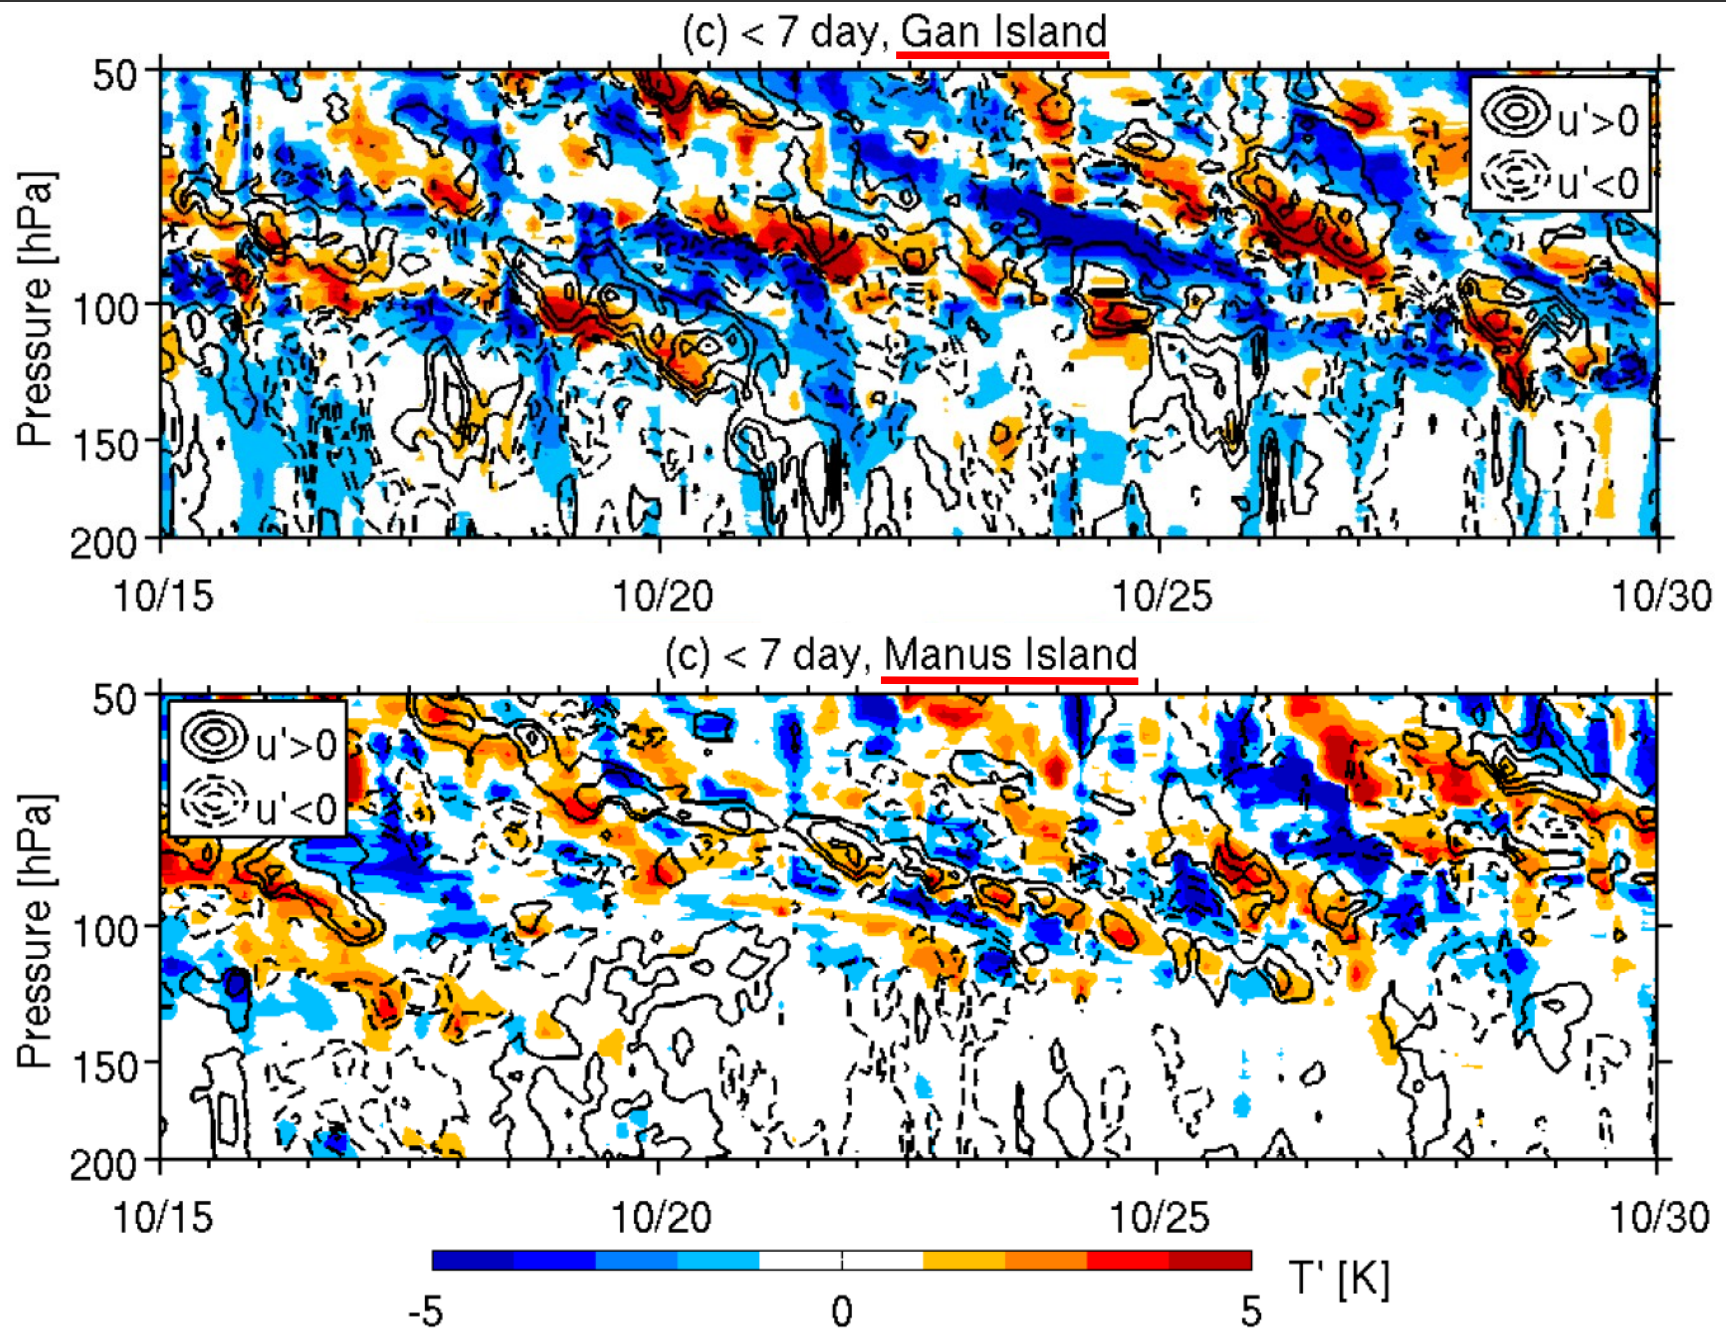 (c) < 7 day, Gan Island
50
100
150
200
Pressure [hPa]
u'>0
u'<0
10/15 10/20 10/25 10/30
(c) < 7 day, Manus Island
50
100
150
200
Pressure [hPa]
u'>0
u'<0
10/15 10/20 10/25 10/30
-5 0 5 T' [K]